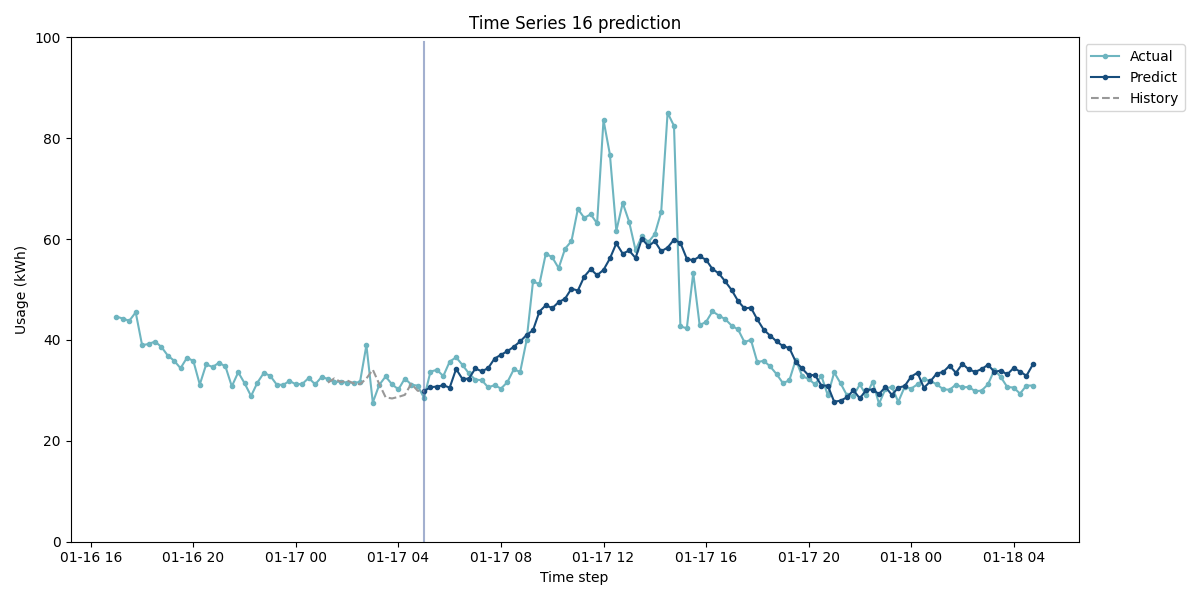 Time Series 16 prediction
100
80
60
40
20
0
Usage (kWh)
01-16 16 01-16 20 01-17 00 01-17 04 01-17 08 01-17 12 01-17 16 01-17 20 01-18 00 01-18 04
Time step
Actual
Predict
History